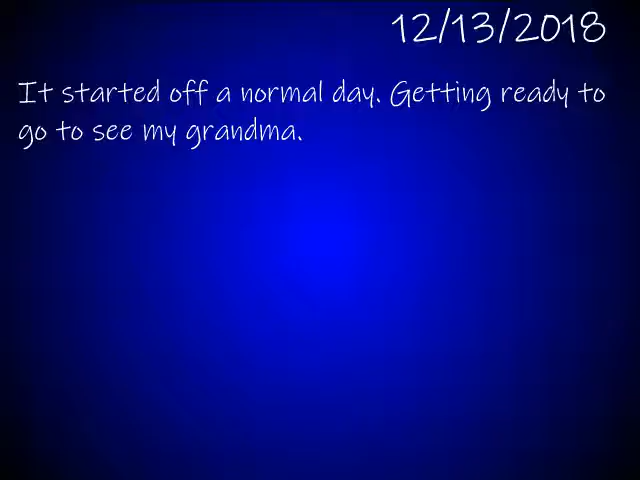 12/13/2018
It started off a normal day. Getting ready to
go to see my grandma.